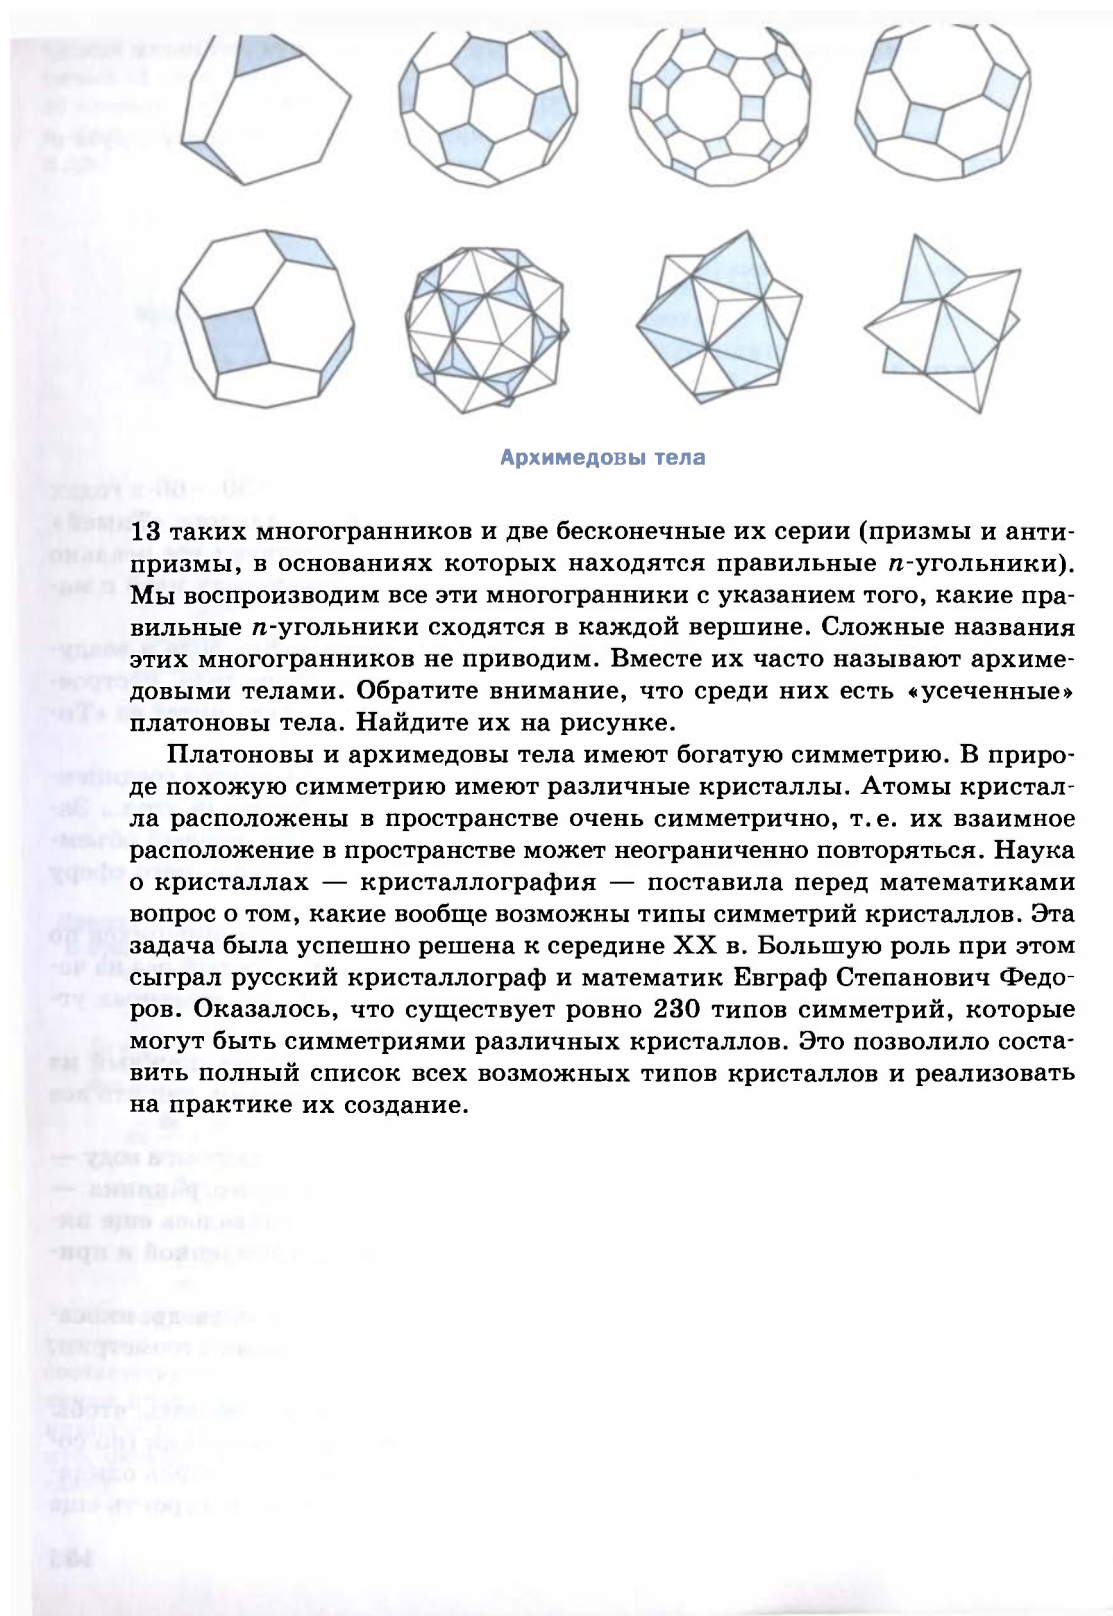 Архимедовы тела
13 таких многогранников и две бесконечные их серии (призмы и анти-
призмы, в основаниях которых находятся правильные n-угольники).
Мы воспроизводим все эти многогранники с указанием того, какие пра-
вильные n-угольники сходятся в каждой вершине. Сложные названия
этих многогранников не приводим. Вместе их часто называют архиме-
довыми телами. Обратите внимание, что среди них есть «усеченные»
платоновы тела. Найдите их на рисунке.
Платоновы и архимедовы тела имеют богатую симметрию. В приро-
де похожую симметрию имеют различные кристаллы. Атомы кристал-
ла расположены в пространстве очень симметрично, т.е. их взаимное
расположение в пространстве может неограниченно повторяться. Наука
о кристаллах — кристаллография — поставила перед математиками
вопрос о том, какие вообще возможны типы симметрий кристаллов. Эта
задача была успешно решена к середине XX в. Большую роль при этом
сыграл русский кристаллограф и математик Евграф Степанович Федо-
ров. Оказалось, что существует ровно 230 типов симметрий, которые
могут быть симметриями различных кристаллов. Это позволило соста-
вить полный список всех возможных типов кристаллов и реализовать
на практике их создание.